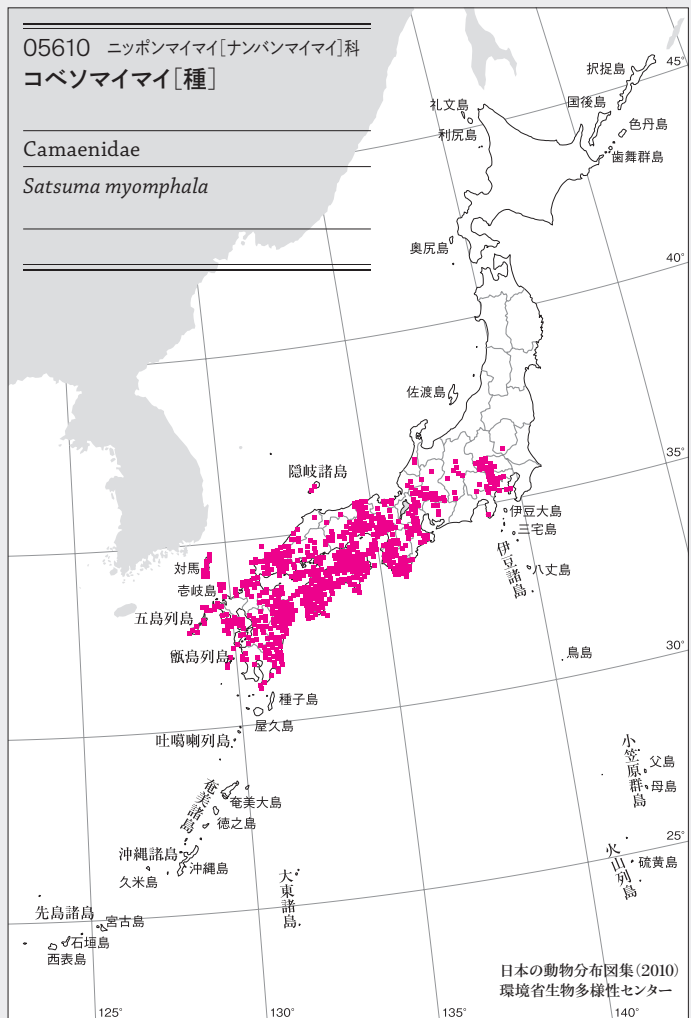 05610 ニッポンマイマイ[ナンバンマイマイ]科
コベソマイマイ[種]
Camaenidae
Satsuma myomphala
45°
択捉島
礼文島
国後島
色丹島
利尻島
歯舞群島
奥尻島
40°
佐渡島
35°
隠岐諸島
伊豆大島
三宅島
伊豆諸島
八丈島
対馬
壱岐島
五島列島
甑島列島
鳥島
30°
種子島
屋久島
吐噶喇列島
小笠原群島
父島
母島
奄美諸島
奄美大島
徳之島
25°
沖縄諸島
沖縄島
久米島
大東諸島
火山列島
硫黄島
先島諸島
宮古島
石垣島
西表島
日本の動物分布図集(2010)
環境省生物多様性センター
125°
130°
135°
140°